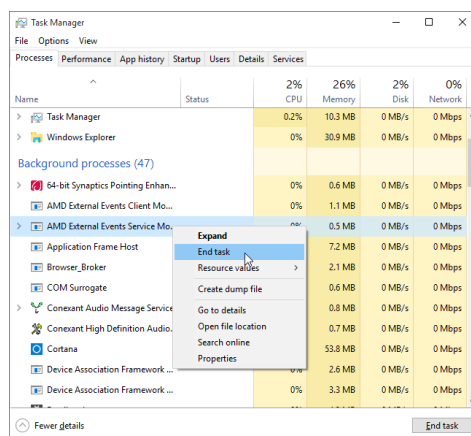 Task Manager
File Options View
Processes Performance App history Startup Users Details Services
2% 26% 2% 0%
Name Status CPU Memory Disk Network
Task Manager 0.2% 10.3 MB 0 MB/s 0 Mbps
Windows Explorer 0% 30.9 MB 0 MB/s 0 Mbps
Background processes (47)
64-bit Synaptics Pointing Enhan... 0% 0.6 MB 0 MB/s 0 Mbps
AMD External Events Client Mo... 0% 1.1 MB 0 MB/s 0 Mbps
AMD External Events Service Mo... 0% 0.5 MB 0 MB/s 0 Mbps
Expand
Application Frame Host 7.2 MB 0 MB/s 0 Mbps
End task
Browser_Broker 2.1 MB 0 MB/s 0 Mbps
Resource values
COM Surrogate 0.6 MB 0 MB/s 0 Mbps
Create dump file
Conexant Audio Message Service 0.8 MB 0 MB/s 0 Mbps
Go to details
Conexant High Definition Audio. 0.7 MB 0 MB/s 0 Mbps
Open file location
Cortana 53.8 MB 0 MB/s 0 Mbps
Search online
Properties
Device Association Framework ... 0% 2.6 MB 0 MB/s 0 Mbps
Device Association Framework ... 0% 3.3 MB 0 MB/s 0 Mbps
Fewer details End task